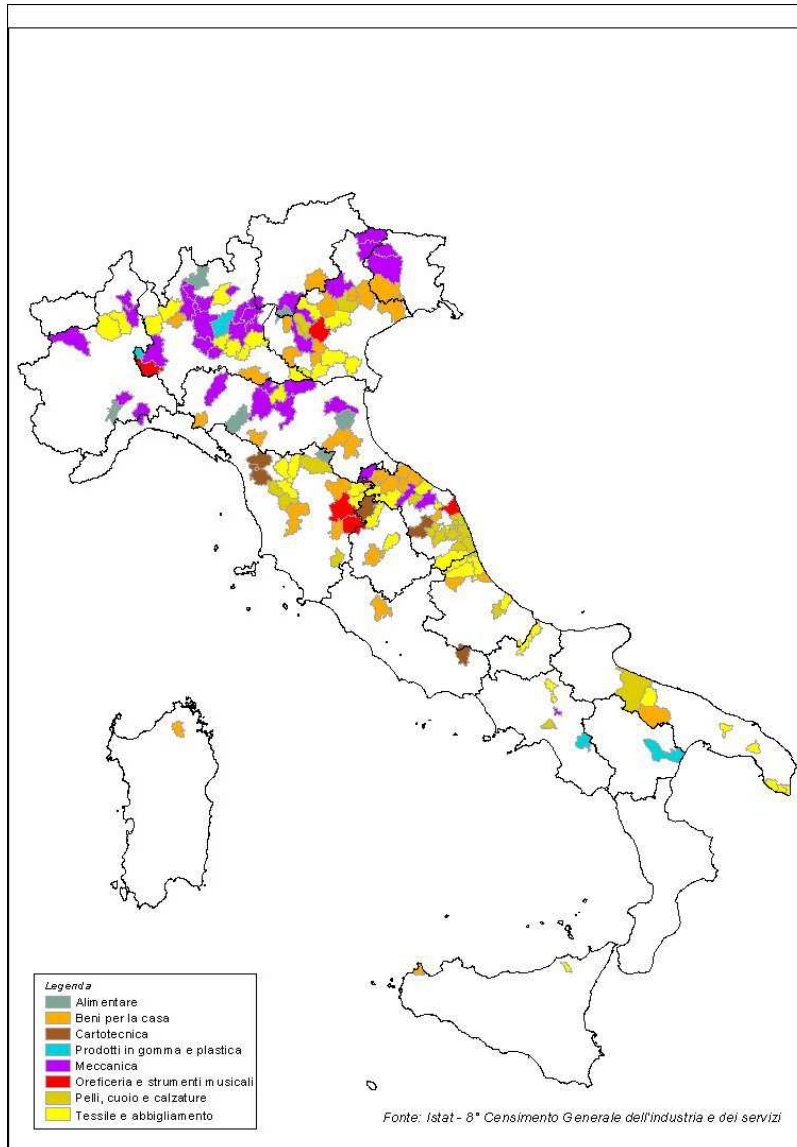 Legenda
Alimentare
Beni per la casa
Cartotecnica
Prodotti in gomma e plastica
Meccanica
Oreficeria e strumenti musicali
Pelli, cuoio e calzature
Tessile e abbigliamento
Fonte: Istat - 8° Censimento Generale dell'industria e dei servizi